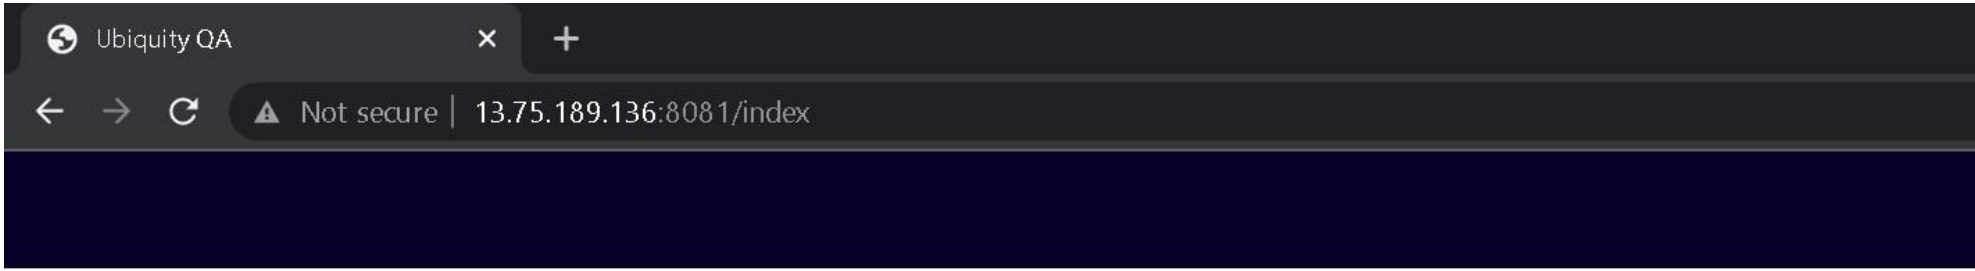 Ubiquity QA
Not secure | 13.75.189.136:8081/index